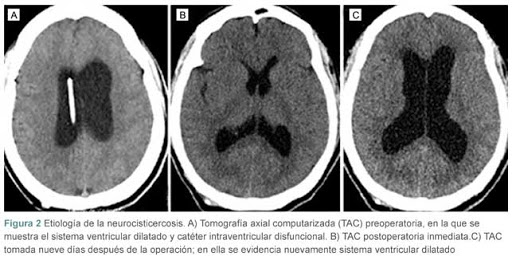 A
B
C
Figura 2 Etiología de la neurocisticercosis. A) Tomografía axial computarizada (TAC) preoperatoria, en la que se
muestra el sistema ventricular dilatado y catéter intraventricular disfuncional. B) TAC postoperatoria inmediata.C) TAC
tomada nueve días después de la operación; en ella se evidencia nuevamente sistema ventricular dilatado